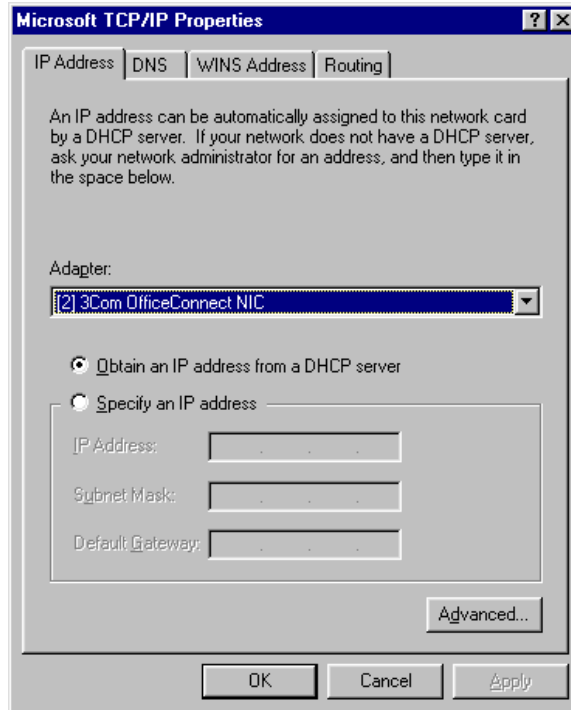 Microsoft TCP/IP Properties
IP Address DNS WINS Address Routing
An IP address can be automatically assigned to this network card
by a DHCP server. If your network does not have a DHCP server,
ask your network administrator for an address, and then type it in
the space below.
Adapter:
[2] 3Com OfficeConnect NIC
Obtain an IP address from a DHCP server
Specify an IP address
IP Address:
Subnet Mask:
Default Gateway:
Advanced...
OK Cancel Apply